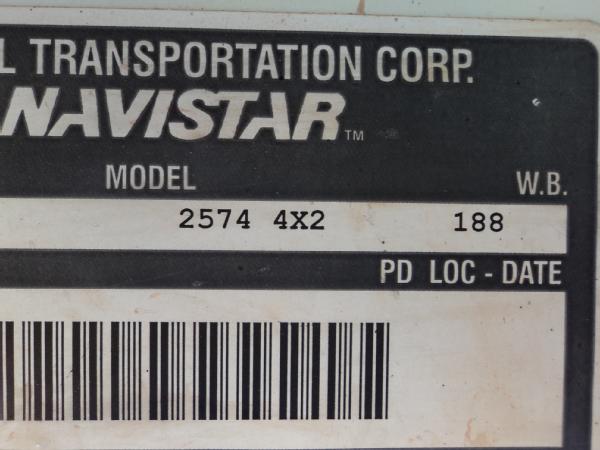 L TRANSPORTATION CORP.
NAVISTAR™
MODEL W.B.
2574 4X2 188
PD LOC - DATE